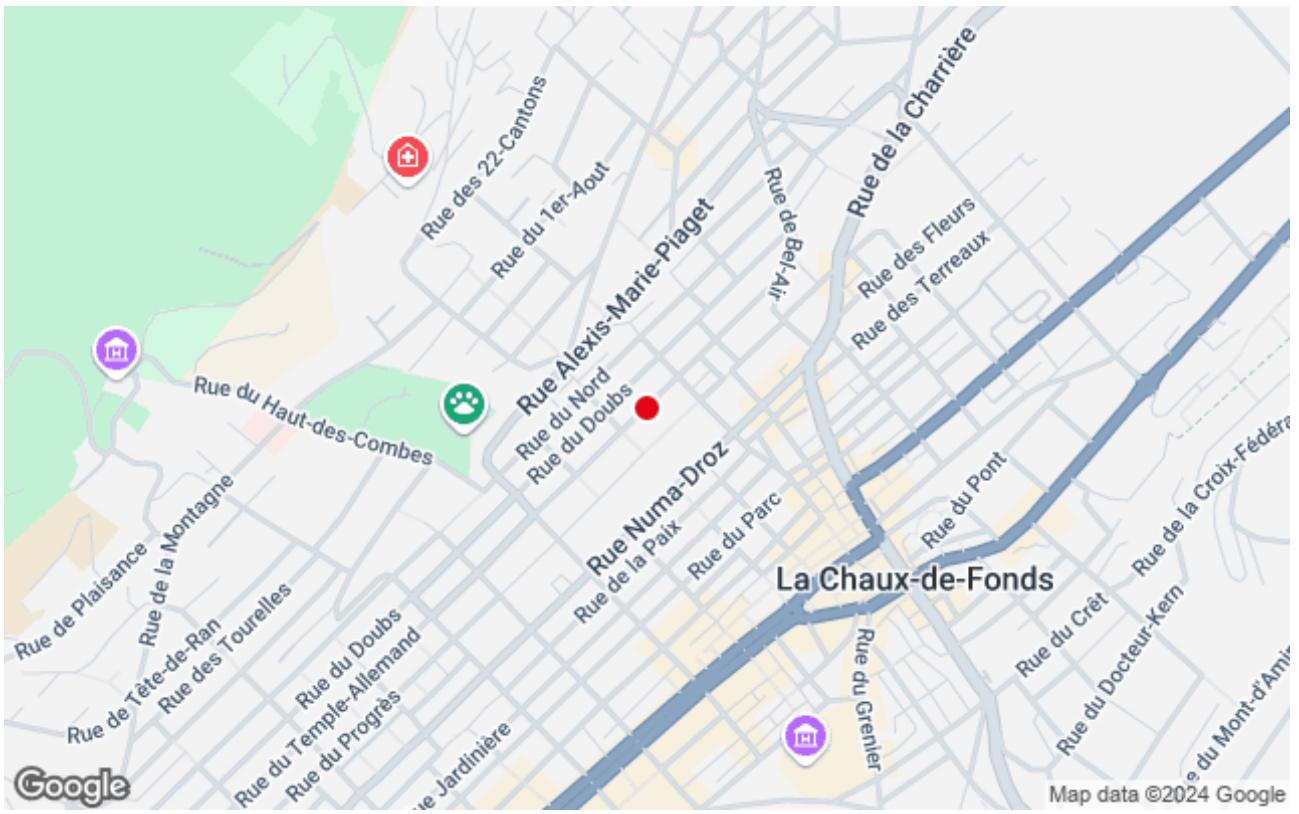 Rue de la Charrière
Rue des 22-Cantons
Rue du 1er-Aout
Rue de Bel-Air
Rue des Fleurs
Rue des Terreaux
Rue Alexis-Marie-Piaget
Rue du Nord
Rue du Doubs
Rue du Haut-des-Combes
Rue Numa-Droz
Rue de la Paix
Rue du Parc
Rue du Pont
Rue de la Croix-Fédéra
La Chaux-de-Fonds
Rue de la Montagne
Rue de Plaisance
Rue de Tête-de-Ran
Rue des Tourelles
Rue du Doubs
Rue du Temple-Allemand
Rue du Progrès
ue Jardinière
Rue du Grenier
Rue du Crêt
Rue du Docteur-Kern
e du Mont-d'Amin
Google
Map data ©2024 Google